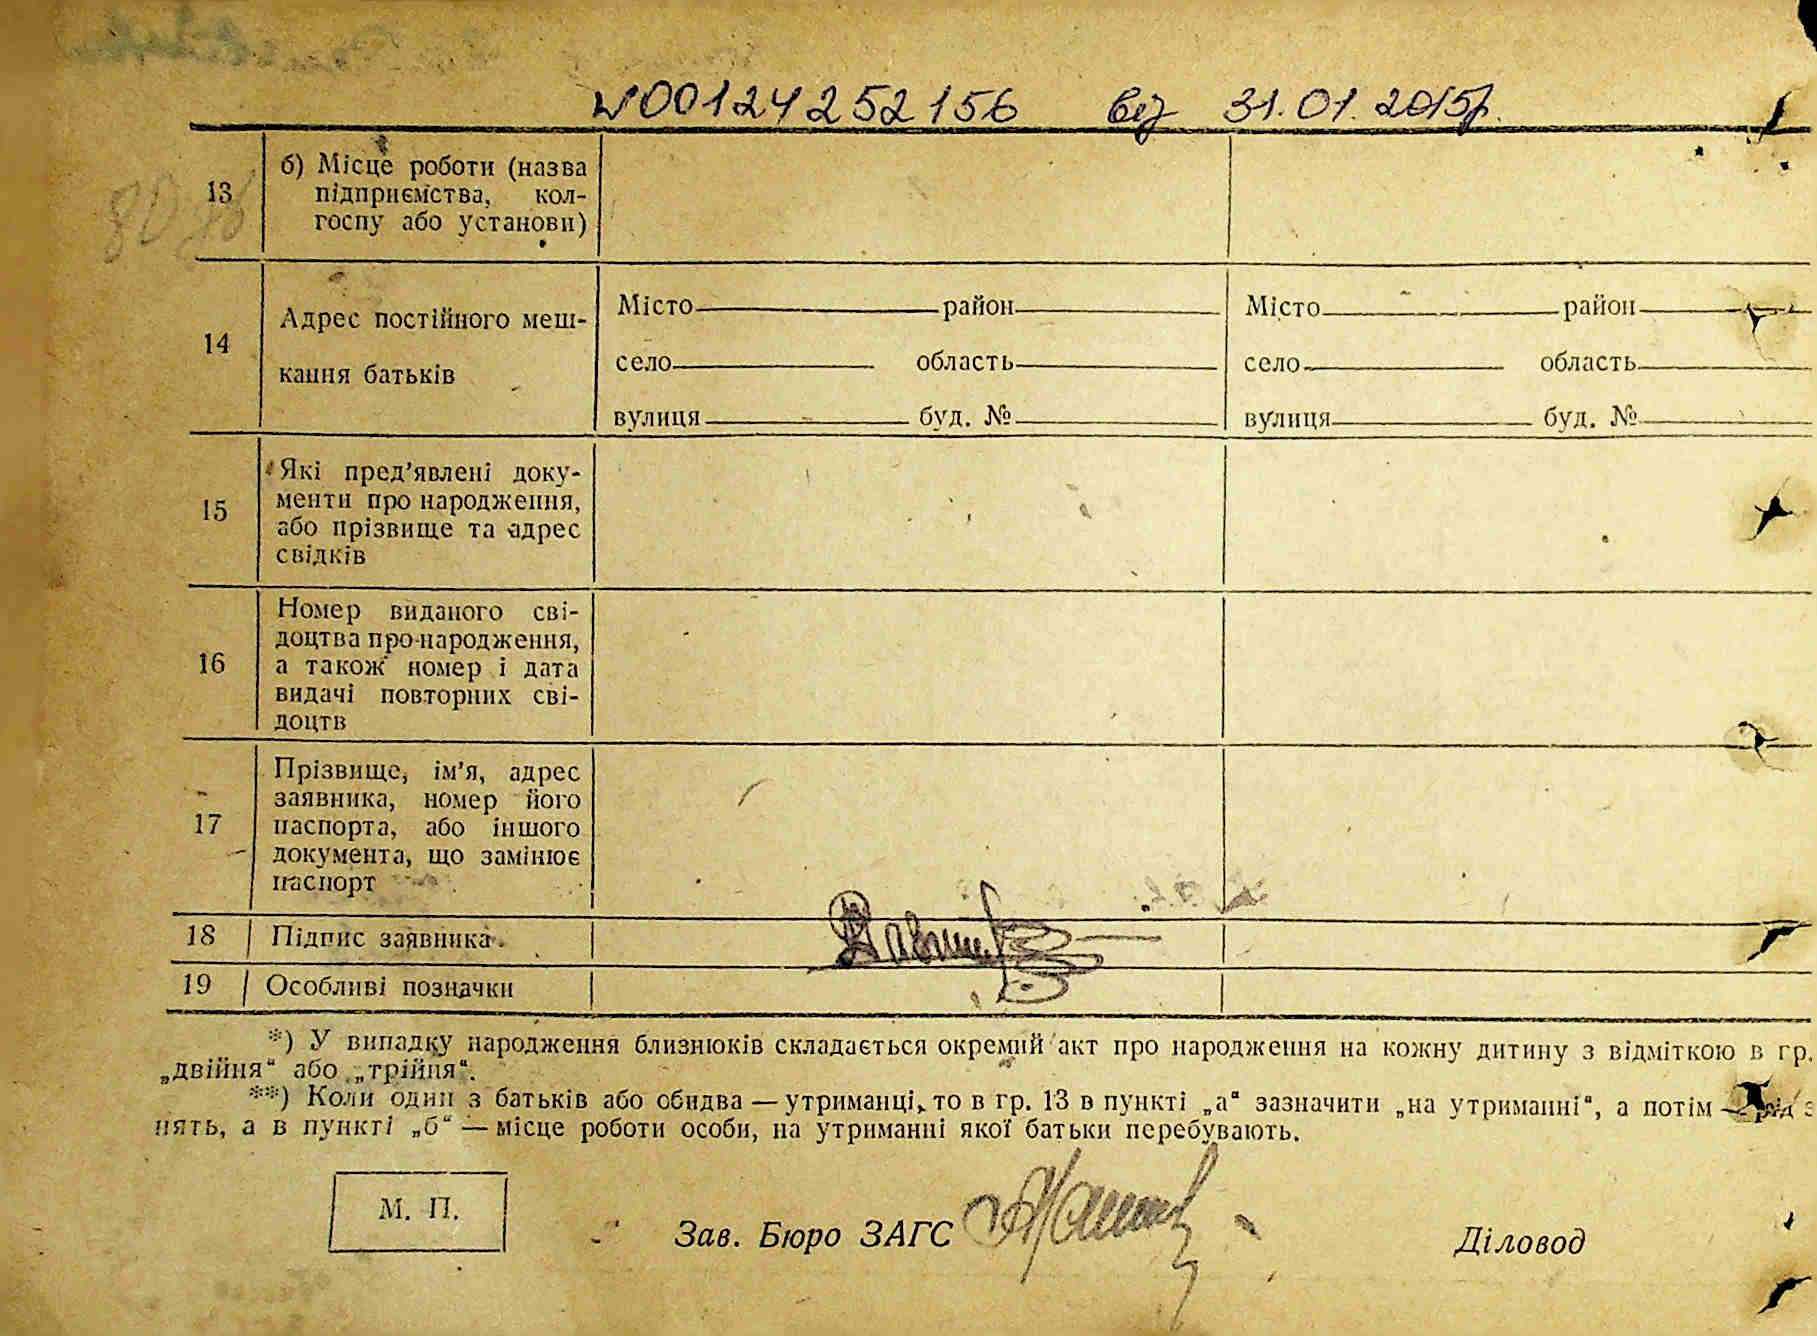 №00124252156 від 31.01.2015р.
13 б) Місце роботи (назва
підприємства, кол-
госпу або установи)
14 Адрес постійного меш-
кання батьків
Місто район Місто район
село область село область
вулиця буд. № вулиця буд. №
15 Які пред'явлені доку-
менти про народження,
або прізвище та адрес
свідків
16 Номер виданого сві-
доцтва про народження,
а також номер і дата
видачі повторних сві-
доцтв
17 Прізвище, ім'я, адрес
заявника, номер його
паспорта, або іншого
документа, що замінює
паспорт
18 Підпис заявника
19 Особливі позначки
*) У випадку народження близнюків складається окремий акт про народження на кожну дитину з відміткою в гр.
„двійня“ або „трійня“.
**) Коли один з батьків або обидва — утриманці, то в гр. 13 в пункті „а“ зазначити „на утриманні“, а потім —
нять, а в пункті „б“ — місце роботи особи, на утриманні якої батьки перебувають.
М. П.
Зав. Бюро ЗАГС Діловод